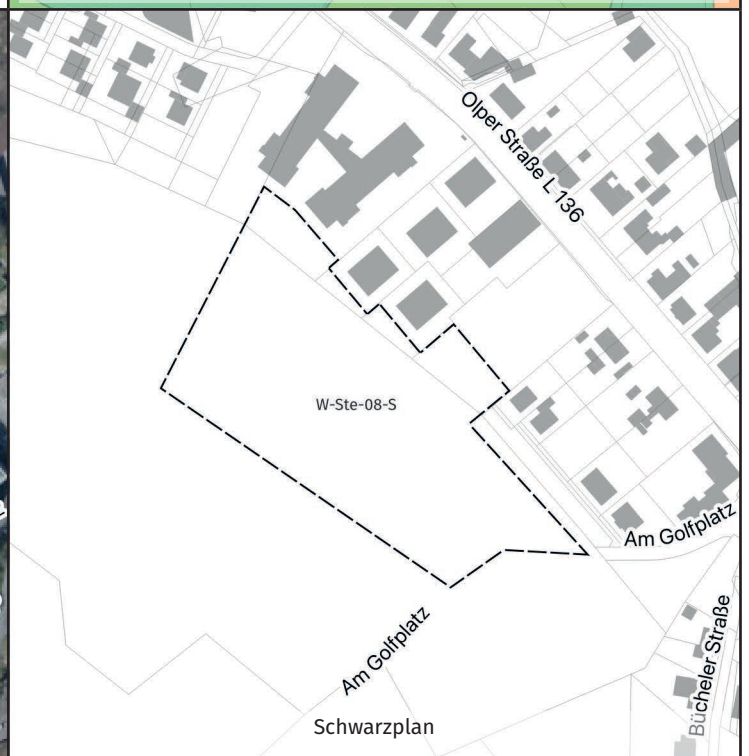 Olper Straße L 136
W-Ste-08-S
Am Golfplatz
Am Golfplatz
Bücheler Straße
Schwarzplan